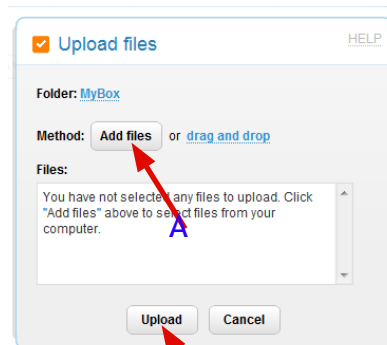 Upload files
HELP
Folder: MyBox
Method: Add files or drag and drop
Files:
You have not selected any files to upload. Click
"Add files" above to select files from your
computer.
A
Upload Cancel